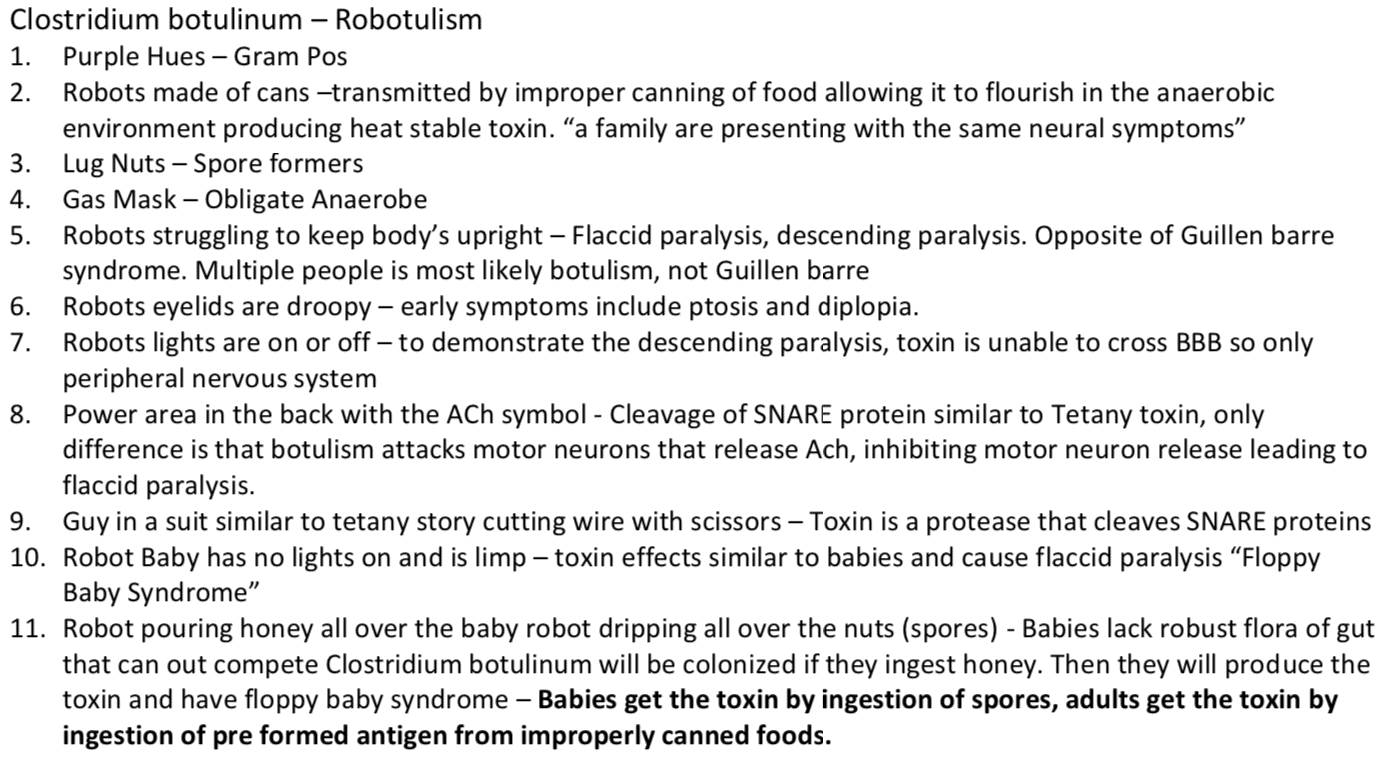 Clostridium botulinum – Robotulism
1. Purple Hues – Gram Pos
2. Robots made of cans –transmitted by improper canning of food allowing it to flourish in the anaerobic
environment producing heat stable toxin. “a family are presenting with the same neural symptoms”
3. Lug Nuts – Spore formers
4. Gas Mask – Obligate Anaerobe
5. Robots struggling to keep body’s upright – Flaccid paralysis, descending paralysis. Opposite of Guillen barre
syndrome. Multiple people is most likely botulism, not Guillen barre
6. Robots eyelids are droopy – early symptoms include ptosis and diplopia.
7. Robots lights are on or off – to demonstrate the descending paralysis, toxin is unable to cross BBB so only
peripheral nervous system
8. Power area in the back with the ACh symbol - Cleavage of SNARE protein similar to Tetany toxin, only
difference is that botulism attacks motor neurons that release Ach, inhibiting motor neuron release leading to
flaccid paralysis.
9. Guy in a suit similar to tetany story cutting wire with scissors – Toxin is a protease that cleaves SNARE proteins
10. Robot Baby has no lights on and is limp – toxin effects similar to babies and cause flaccid paralysis “Floppy
Baby Syndrome”
11. Robot pouring honey all over the baby robot dripping all over the nuts (spores) - Babies lack robust flora of gut
that can out compete Clostridium botulinum will be colonized if they ingest honey. Then they will produce the
toxin and have floppy baby syndrome – Babies get the toxin by ingestion of spores, adults get the toxin by
ingestion of pre formed antigen from improperly canned foods.